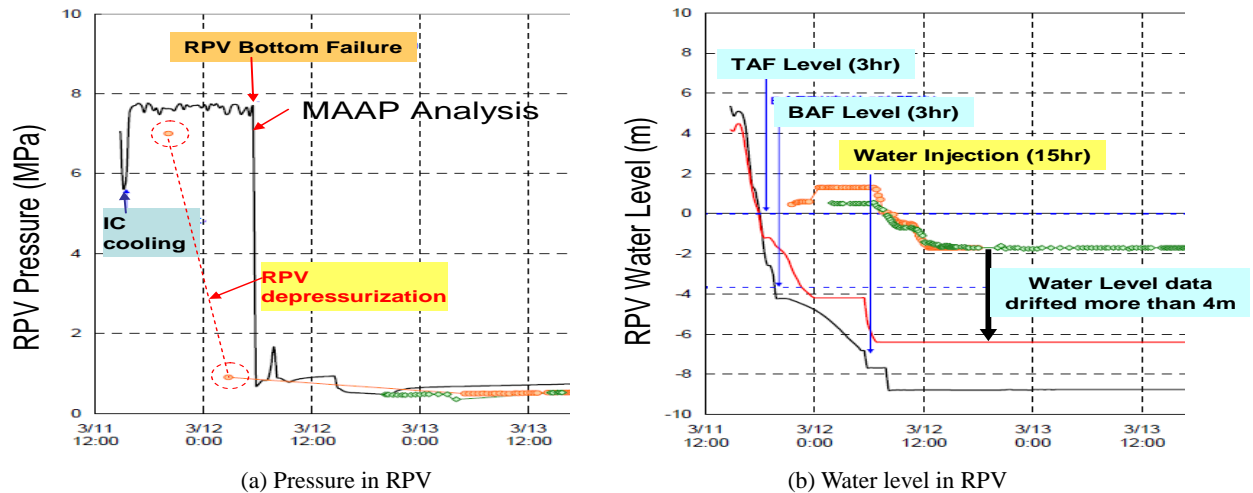 RPV Bottom Failure
MAAP Analysis
IC
cooling
RPV
depressurization
RPV Pressure (MPa)
10
8
6
4
2
0
3/11
12:00
3/12
0:00
3/12
12:00
3/13
0:00
3/13
12:00
(a) Pressure in RPV
TAF Level (3hr)
BAF Level (3hr)
Water Injection (15hr)
Water Level data
drifted more than 4m
RPV Water Level (m)
10
8
6
4
2
0
-2
-4
-6
-8
-10
3/11
12:00
3/12
0:00
3/12
12:00
3/13
0:00
3/13
12:00
(b) Water level in RPV